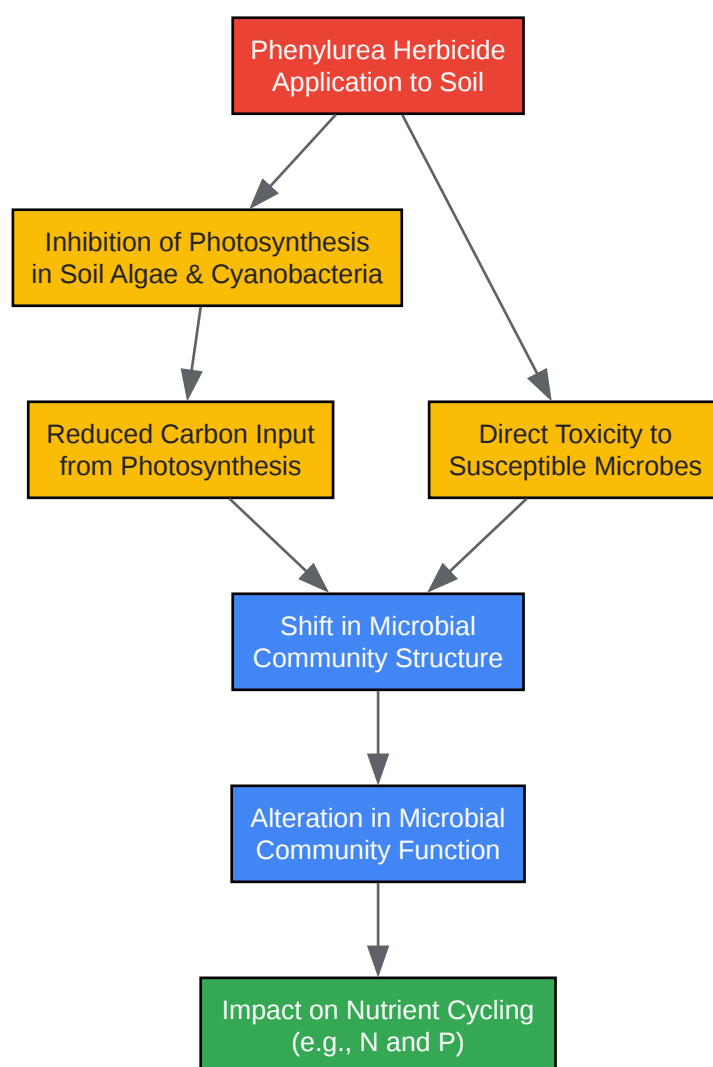 Phenylurea Herbicide
Application to Soil
Inhibition of Photosynthesis
in Soil Algae & Cyanobacteria
Reduced Carbon Input
from Photosynthesis
Direct Toxicity to
Susceptible Microbes
Shift in Microbial
Community Structure
Alteration in Microbial
Community Function
Impact on Nutrient Cycling
(e.g., N and P)